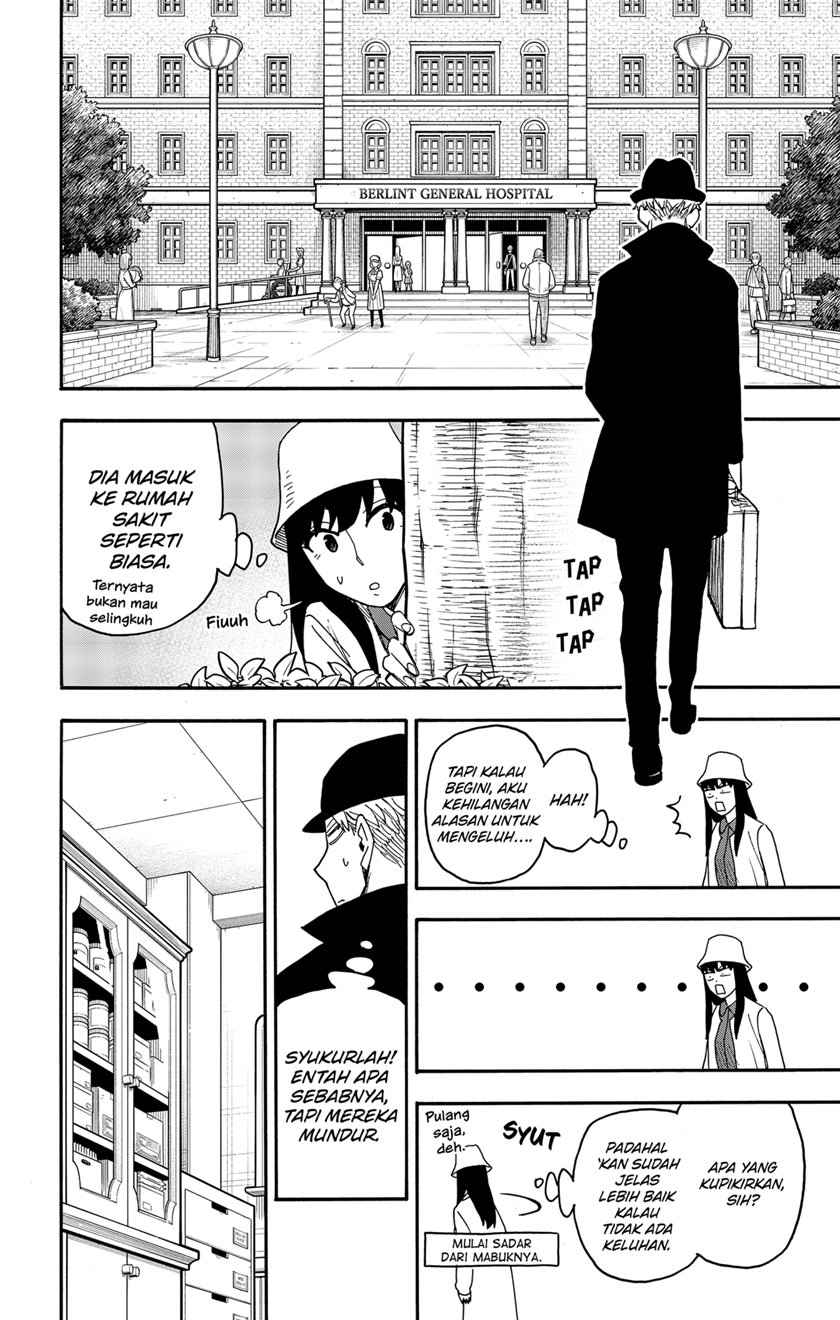 BERLINT GENERAL HOSPITAL
TAP
TAP
TAP
DIA MASUK
KE RUMAH
SAKIT
SEPERTI
BIASA.
Ternyata
bukan mau
selingkuh
Fiuuh
HAH!
TAPI KALAU
BEGINI, AKU
KEHILANGAN
ALASAN UNTUK
MENGELUH....
APA YANG
KUPIKIRKAN,
SIH?
PADAHAL
'KAN SUDAH
JELAS
LEBIH BAIK
KALAU
TIDAK ADA
KELUHAN.
SYUT
Pulang
saja,
deh.
MULAI SADAR
DARI MABUKNYA.
SYUKURLAH!
ENTAH APA
SEBABNYA,
TAPI MEREKA
MUNDUR.